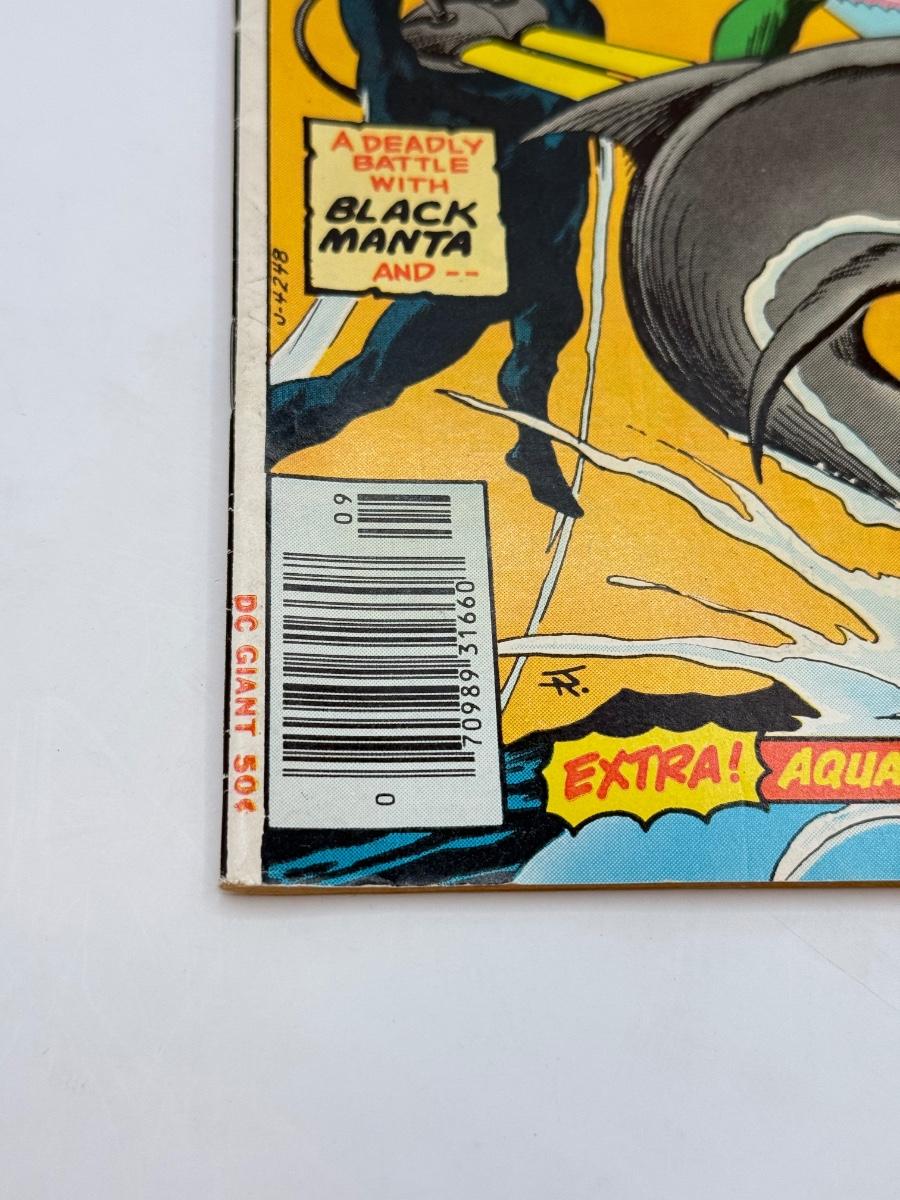 A DEADLY
BATTLE
WITH
BLACK
MANTA
AND --
J-4248
09
70989 31660
0
DC GIANT 50¢
EXTRA!
AQUA